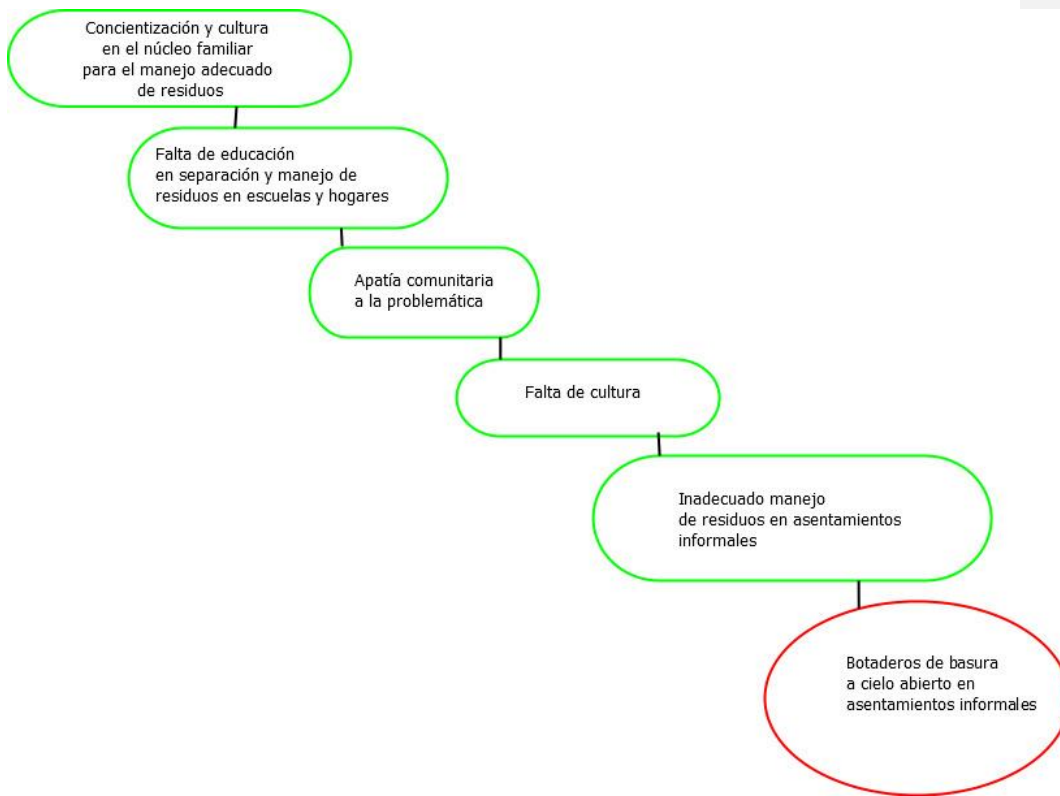 Concientización y cultura
en el núcleo familiar
para el manejo adecuado
de residuos
Falta de educación
en separación y manejo de
residuos en escuelas y hogares
Apatía comunitaria
a la problemática
Falta de cultura
Inadecuado manejo
de residuos en asentamientos
informales
Botaderos de basura
a cielo abierto en
asentamientos informales